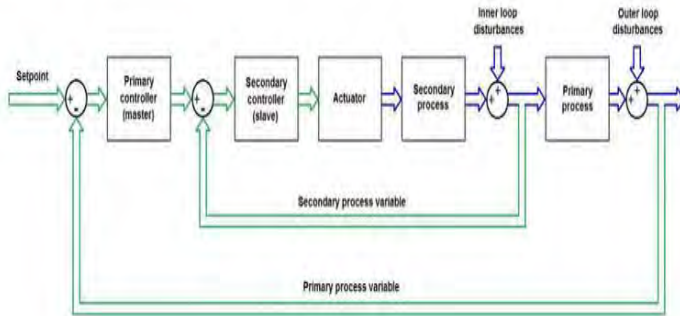 Inner loop
disturbances
Outer loop
disturbances
Setpoint
+
-
Primary
controller
(master)
+
-
Secondary
controller
(slave)
Actuator
Secondary
process
+
+
Primary
process
+
+
Secondary process variable
Primary process variable